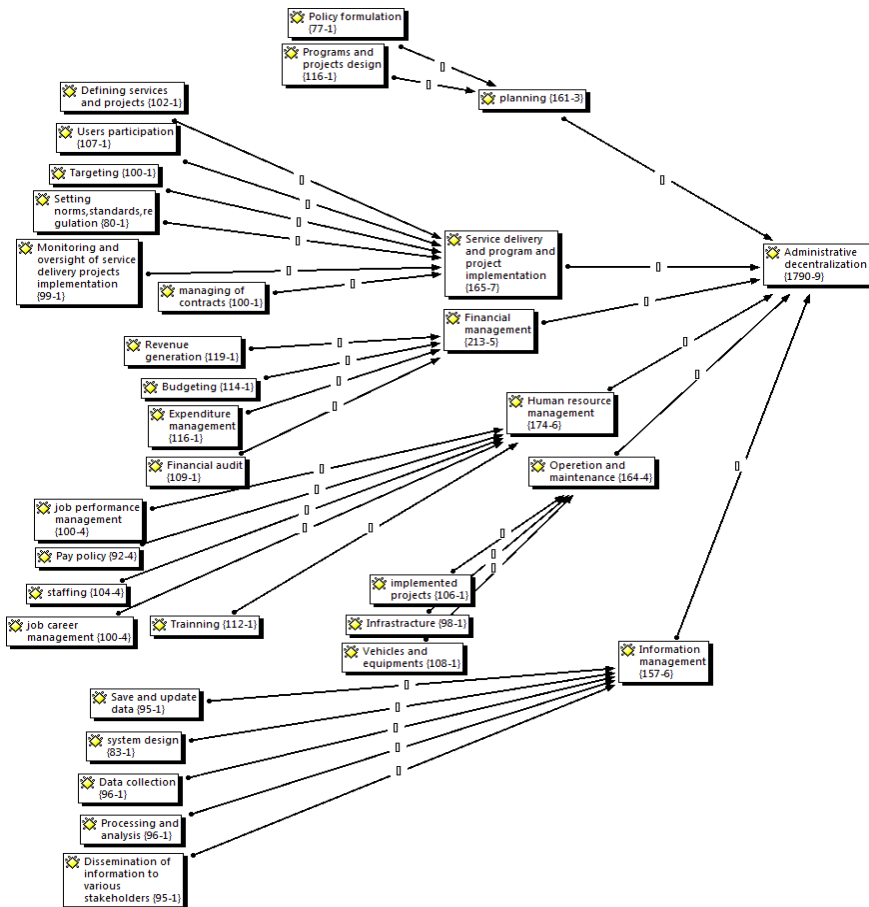 Policy formulation
{77-1}
Programs and
projects design
{116-1}
planning {161-3}
Defining services
and projects {102-1}
Users participation
{107-1}
Targeting {100-1}
Setting
norms,standards,re
gulation {80-1}
Monitoring and
oversight of service
delivery projects
implementation
{99-1}
managing of
contracts {100-1}
Service delivery
and program and
project
implementation
{165-7}
Administrative
decentralization
{1790-9}
Financial
management
{213-5}
Revenue
generation {119-1}
Budgeting {114-1}
Expenditure
management
{116-1}
Financial audit
{109-1}
Human resource
management
{174-6}
Operetion and
maintenance {164-4}
job performance
management
{100-4}
Pay policy {92-4}
staffing {104-4}
job career
management {100-4}
Trainning {112-1}
implemented
projects {106-1}
Infrastracture {98-1}
Vehicles and
equipments {108-1}
Information
management
{157-6}
Save and update
data {95-1}
system design
{83-1}
Data collection
{96-1}
Processing and
analysis {96-1}
Dissemination of
information to
various
stakeholders {95-1}